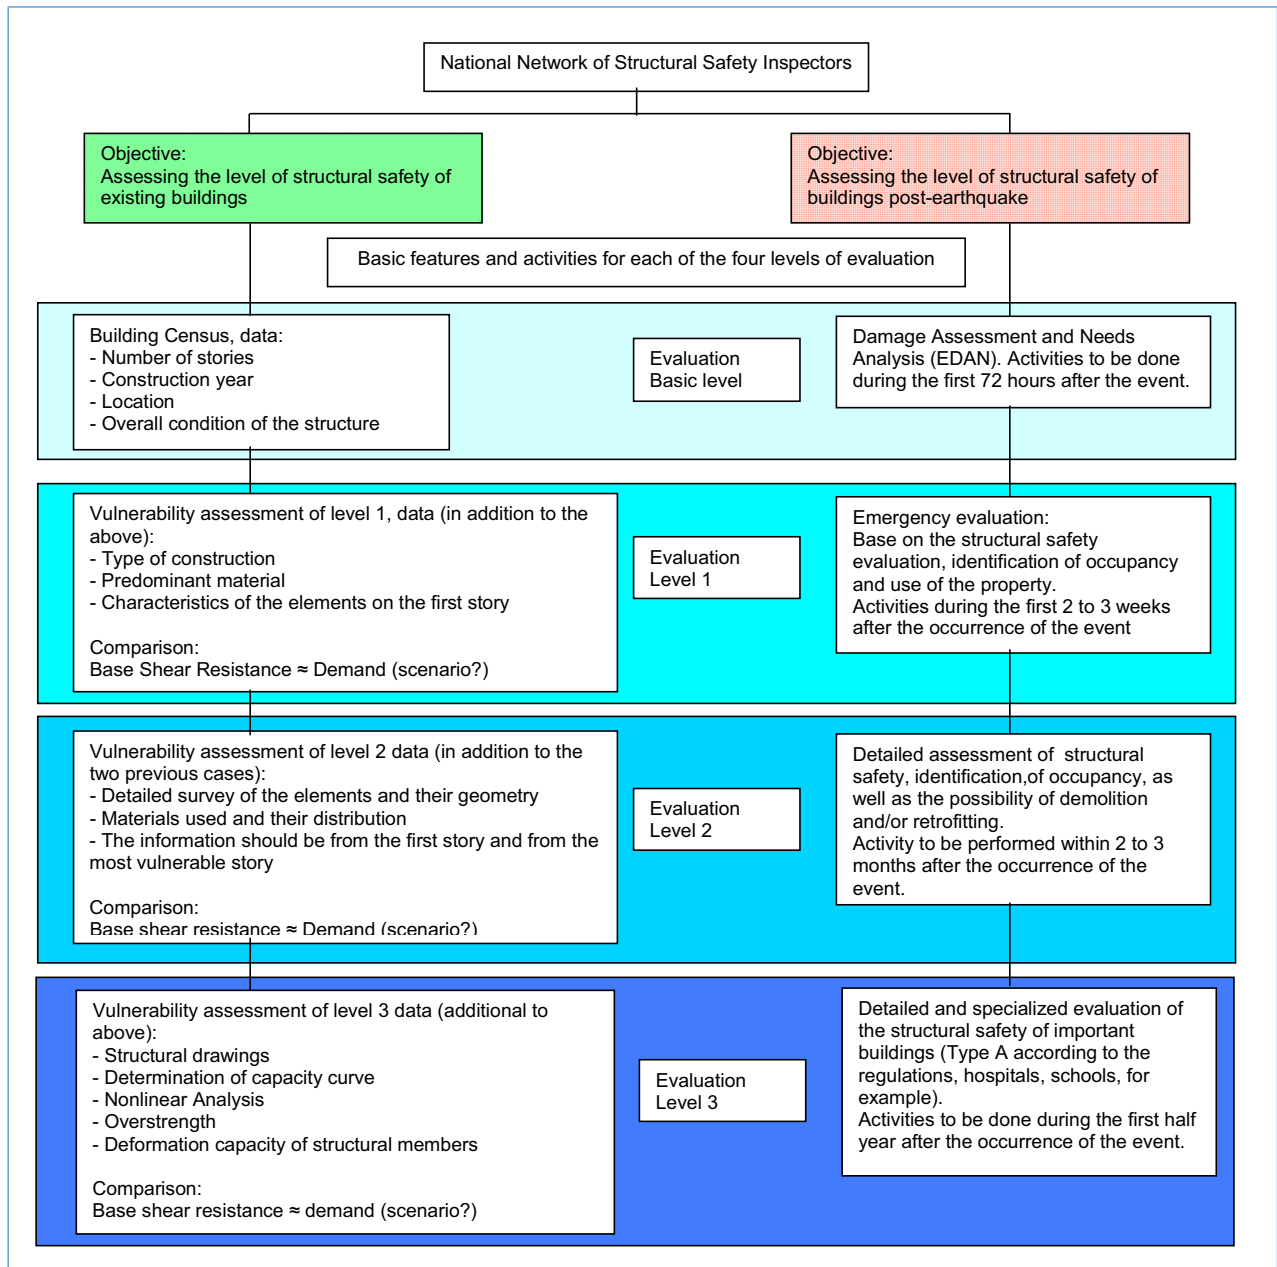 National Network of Structural Safety Inspectors
Objective:
Assessing the level of structural safety of
existing buildings
Objective:
Assessing the level of structural safety of
buildings post-earthquake
Basic features and activities for each of the four levels of evaluation
Building Census, data:
- Number of stories
- Construction year
- Location
- Overall condition of the structure
Evaluation
Basic level
Damage Assessment and Needs
Analysis (EDAN). Activities to be done
during the first 72 hours after the event.
Vulnerability assessment of level 1, data (in addition to the
above):
- Type of construction
- Predominant material
- Characteristics of the elements on the first story
Comparison:
Base Shear Resistance ≈ Demand (scenario?)
Evaluation
Level 1
Emergency evaluation:
Base on the structural safety
evaluation, identification of occupancy
and use of the property.
Activities during the first 2 to 3 weeks
after the occurrence of the event
Vulnerability assessment of level 2 data (in addition to the
two previous cases):
- Detailed survey of the elements and their geometry
- Materials used and their distribution
- The information should be from the first story and from the
most vulnerable story
Comparison:
Base shear resistance ≈ Demand (scenario?)
Evaluation
Level 2
Detailed assessment of structural
safety, identification,of occupancy, as
well as the possibility of demolition
and/or retrofitting.
Activity to be performed within 2 to 3
months after the occurrence of the
event.
Vulnerability assessment of level 3 data (additional to
above):
- Structural drawings
- Determination of capacity curve
- Nonlinear Analysis
- Overstrength
- Deformation capacity of structural members
Comparison:
Base shear resistance ≈ demand (scenario?)
Evaluation
Level 3
Detailed and specialized evaluation of
the structural safety of important
buildings (Type A according to the
regulations, hospitals, schools, for
example).
Activities to be done during the first half
year after the occurrence of the event.